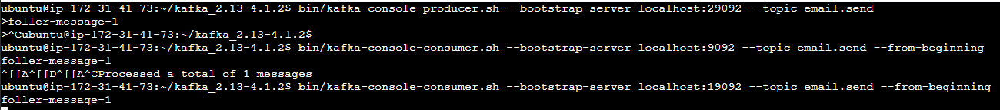 ubuntu@ip-172-31-41-73:~/kafka_2.13-4.1.2$ bin/kafka-console-producer.sh --bootstrap-server localhost:29092 --topic email.send
>foller-message-1
>^Cubuntu@ip-172-31-41-73:~/kafka_2.13-4.1.2$
ubuntu@ip-172-31-41-73:~/kafka_2.13-4.1.2$ bin/kafka-console-consumer.sh --bootstrap-server localhost:9092 --topic email.send --from-beginning
foller-message-1
^[[A^[[D^[[A^CProcessed a total of 1 messages
ubuntu@ip-172-31-41-73:~/kafka_2.13-4.1.2$ bin/kafka-console-consumer.sh --bootstrap-server localhost:19092 --topic email.send --from-beginning
foller-message-1